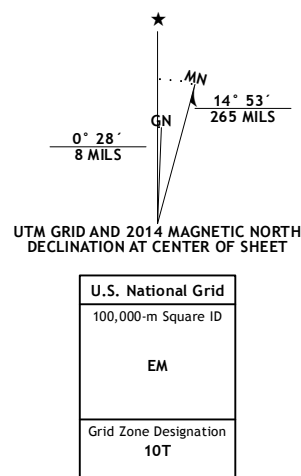 ★
MN
GN
14° 53´
265 MILS
0° 28´
8 MILS
UTM GRID AND 2014 MAGNETIC NORTH
DECLINATION AT CENTER OF SHEET
U.S. National Grid
100,000-m Square ID
EM
Grid Zone Designation
10T